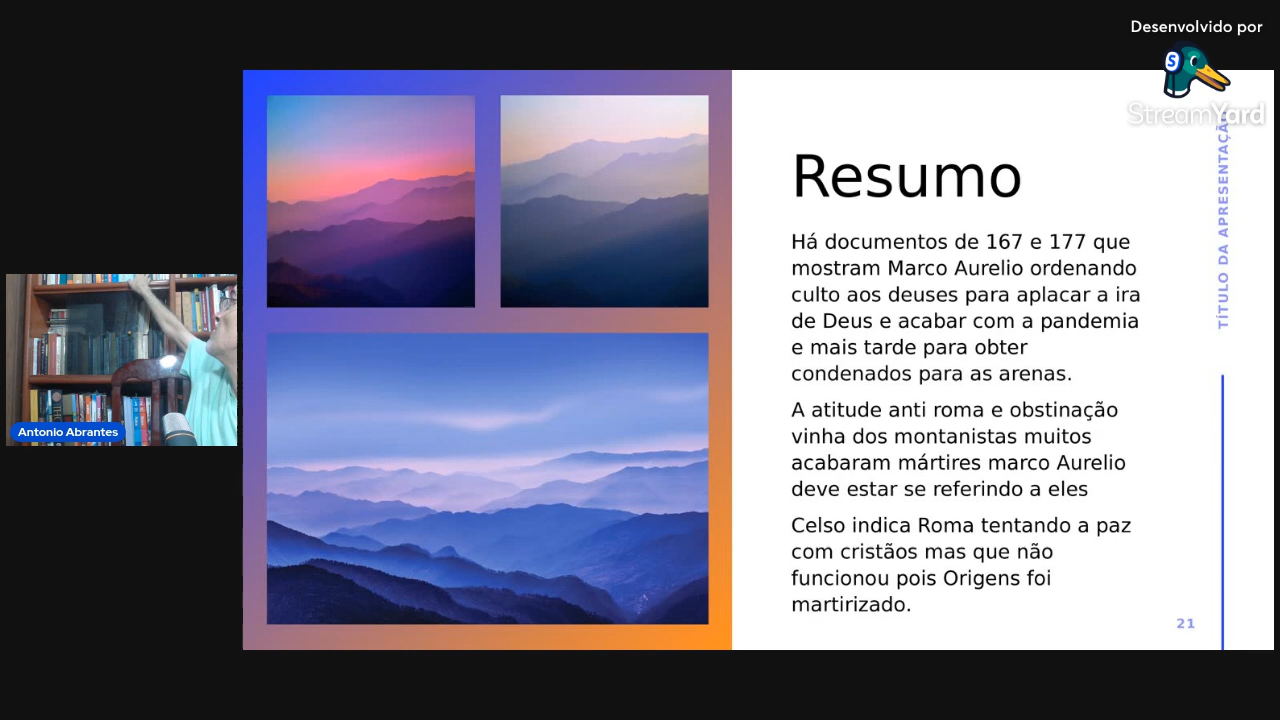 Desenvolvido por
StreamYard
TÍTULO DA APRESENTAÇÃO
Resumo
Há documentos de 167 e 177 que
mostram Marco Aurelio ordenando
culto aos deuses para aplacar a ira
de Deus e acabar com a pandemia
e mais tarde para obter
condenados para as arenas.
A atitude anti roma e obstinação
vinha dos montanistas muitos
acabaram mártires marco Aurelio
deve estar se referindo a eles
Celso indica Roma tentando a paz
com cristãos mas que não
funcionou pois Origens foi
martirizado.
21
Antonio Abrantes